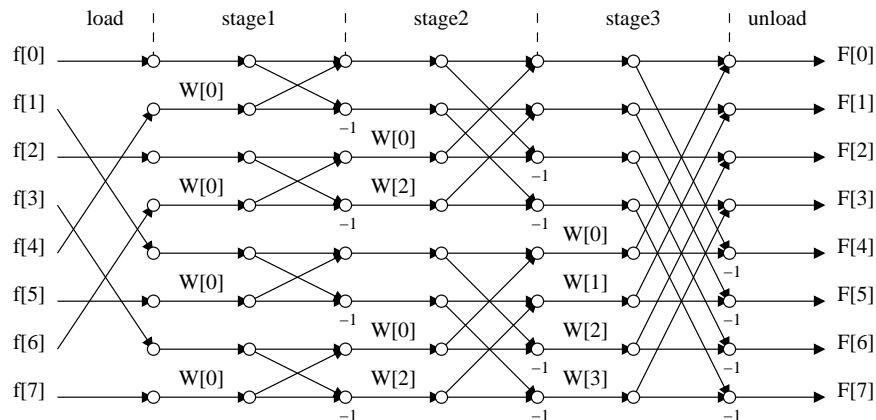 load stage1 stage2 stage3 unload
f[0] F[0]
W[0]
f[1] F[1]
–1
W[0]
f[2] F[2]
–1
W[0] W[2]
f[3] F[3]
–1 –1
W[0]
f[4] F[4]
–1
W[0] W[1]
f[5] F[5]
–1 –1
W[0] W[2]
f[6] F[6]
–1 –1
W[0] W[2] W[3]
f[7] F[7]
–1 –1 –1